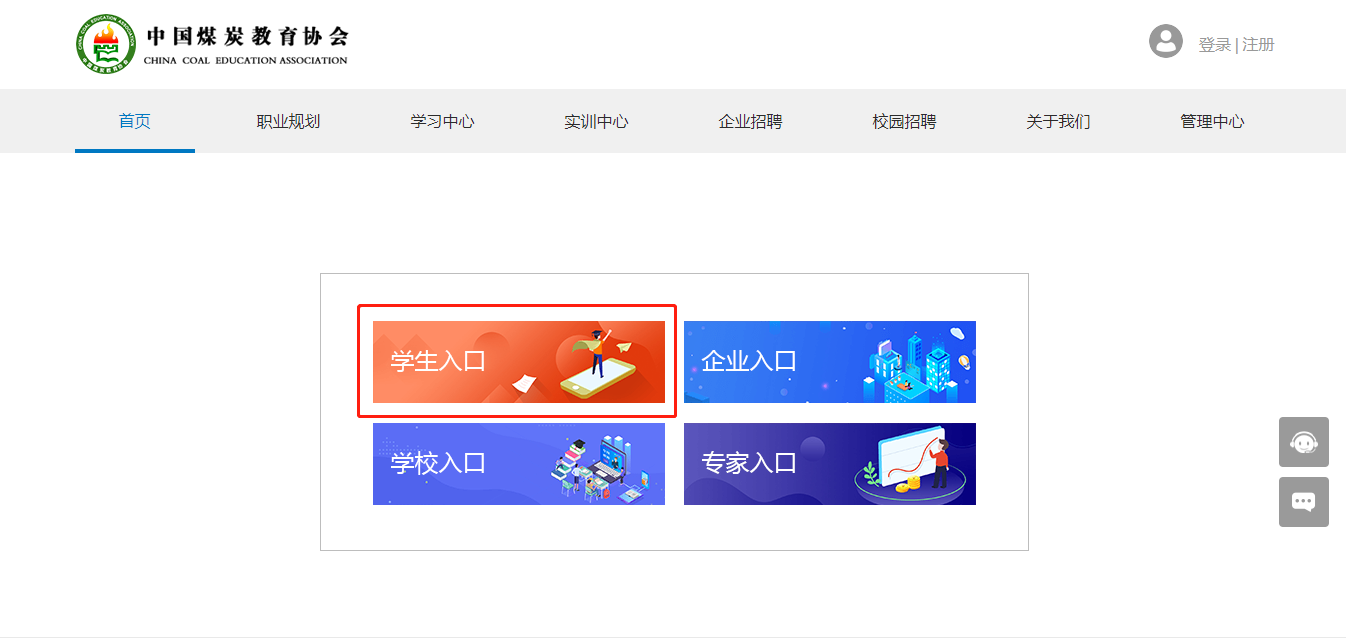 中国煤炭教育协会
CHINA COAL EDUCATION ASSOCIATION
登录 | 注册
首页 职业规划 学习中心 实训中心 企业招聘 校园招聘 关于我们 管理中心
学生入口 企业入口
学校入口 专家入口